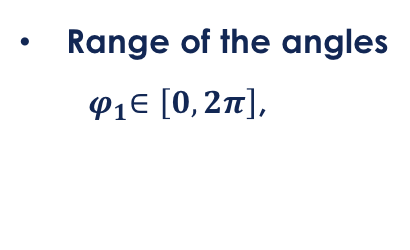 • Range of the angles
φ₁∈ [0, 2π],